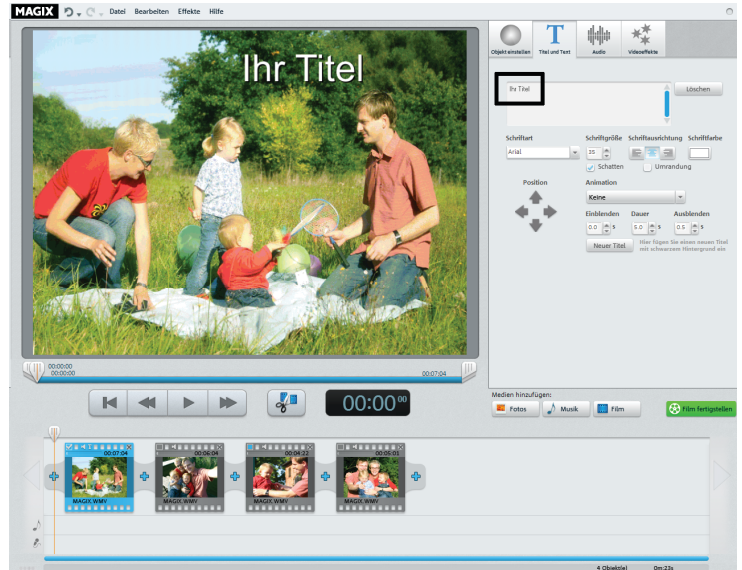 MAGIX Datei Bearbeiten Effekte Hilfe
Ihr Titel
Objekt einstellen Titel und Text Audio Videoeffekte
Ihr Titel
Löschen
Schriftart Schriftgröße Schriftausrichtung Schriftfarbe
Arial 35
Schatten Umrandung
Position Animation
Keine
Einblenden Dauer Ausblenden
0.0 s 5.0 s 0.5 s
Neuer Titel Hier fügen Sie einen neuen Titel
mit schwarzem Hintergrund ein
00:00:00
00:00:00 00:07:04
00:00 00
Medien hinzufügen:
Fotos Musik Film Film fertigstellen
00:07:04 00:06:04 00:04:22 00:05:01
MAGIX.WMV MAGIX.WMV MAGIX.WMV MAGIX.WMV
4 Objekt(e) 0m:23s